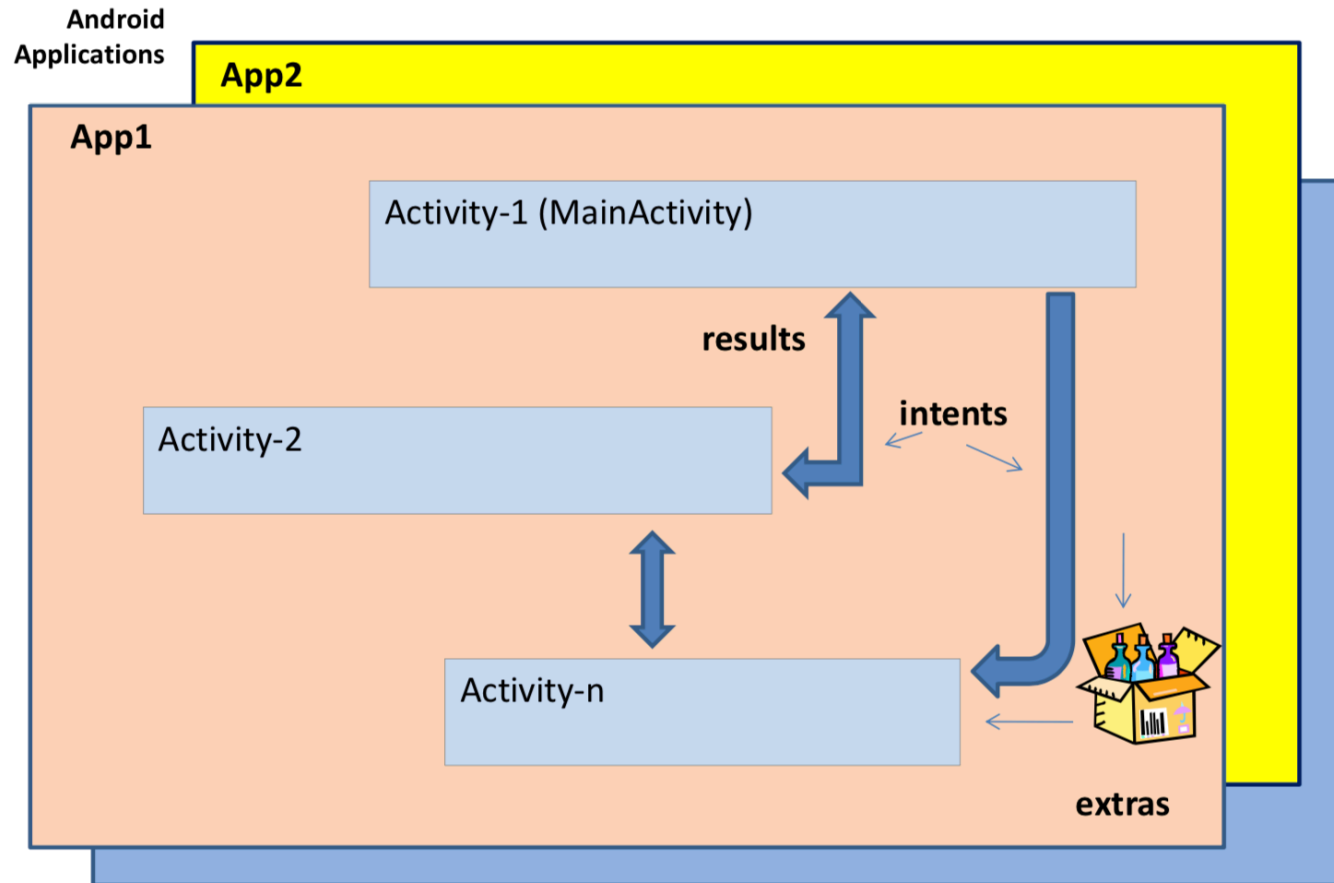 Android
Applications
App2
App1
Activity-1 (MainActivity)
results
intents
Activity-2
Activity-n
extras